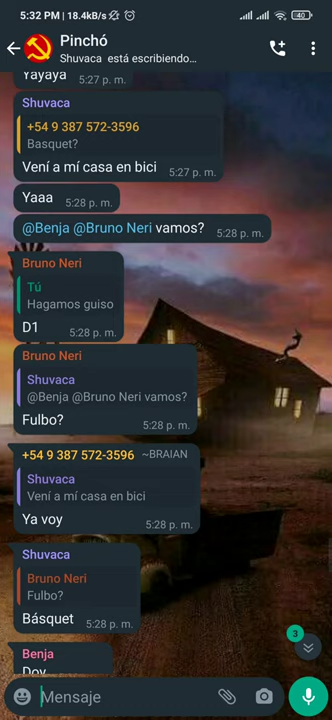 5:32 PM | 18.4kB/s
40
Pinchó
Shuvaca está escribiendo...
Yayaya
5:27 p. m.
Shuvaca
+54 9 387 572-3596
Basquet?
Vení a mí casa en bici
5:27 p. m.
Yaaa
5:28 p. m.
@Benja @Bruno Neri vamos?
5:28 p. m.
Bruno Neri
Tú
Hagamos guiso
D1
5:28 p. m.
Bruno Neri
Shuvaca
@Benja @Bruno Neri vamos?
Fulbo?
5:28 p. m.
+54 9 387 572-3596 ~BRAIAN
Shuvaca
Vení a mí casa en bici
Ya voy
5:28 p. m.
Shuvaca
Bruno Neri
Fulbo?
Básquet
5:28 p. m.
3
Benja
Doy
Mensaje